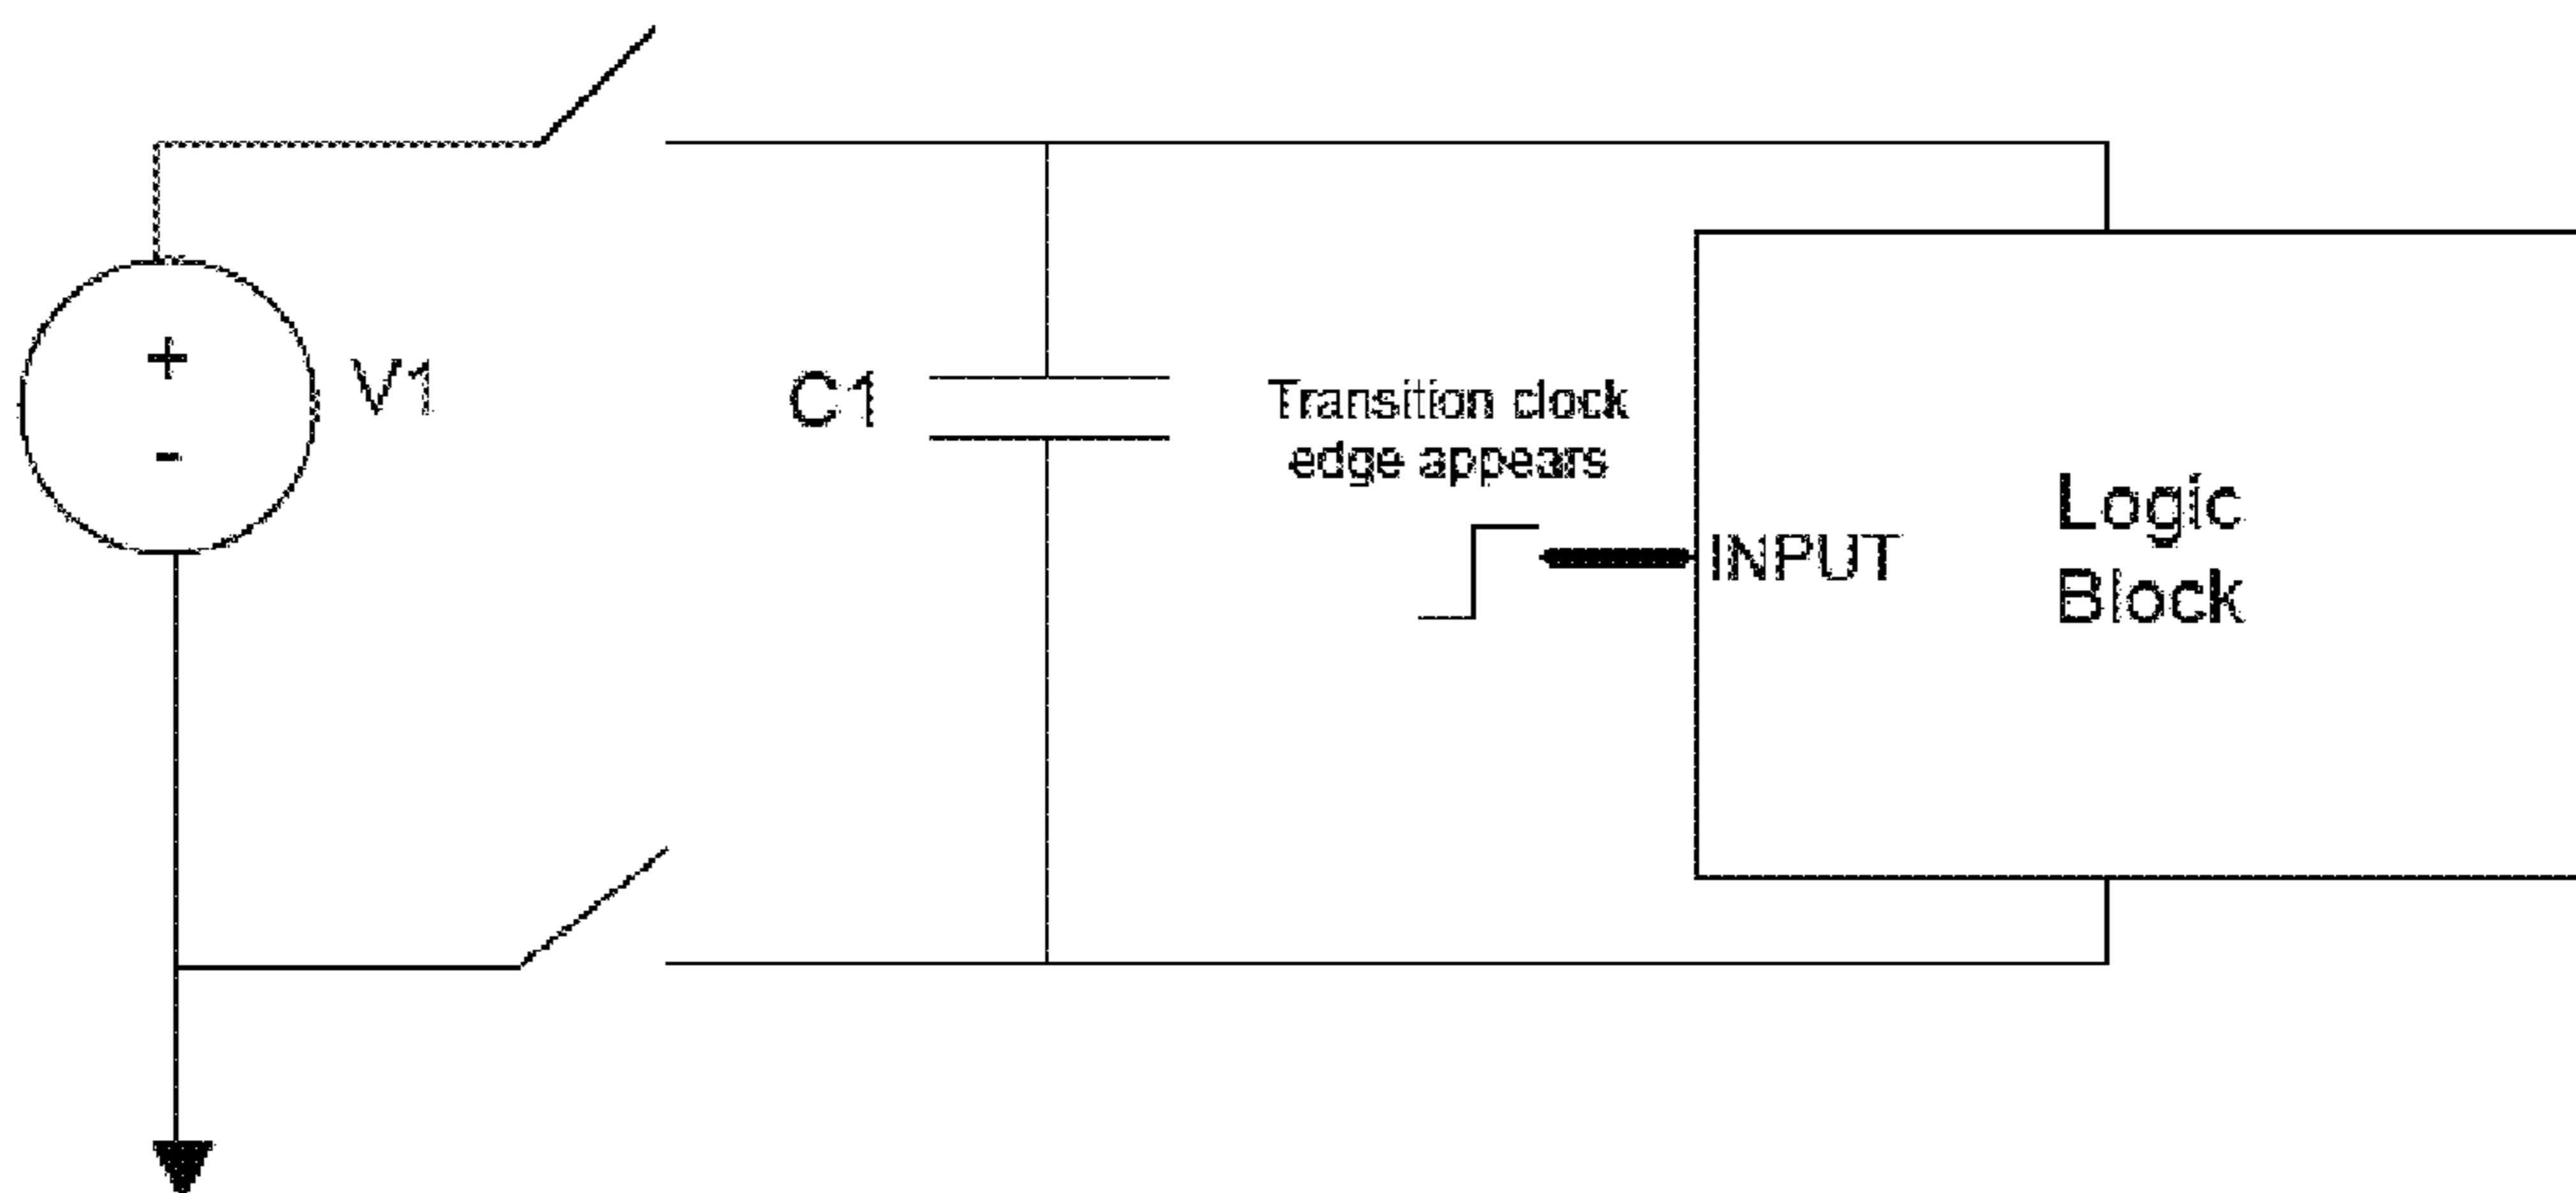 +
V1
-
C1
Transition clock
edge appears
INPUT
Logic
Block